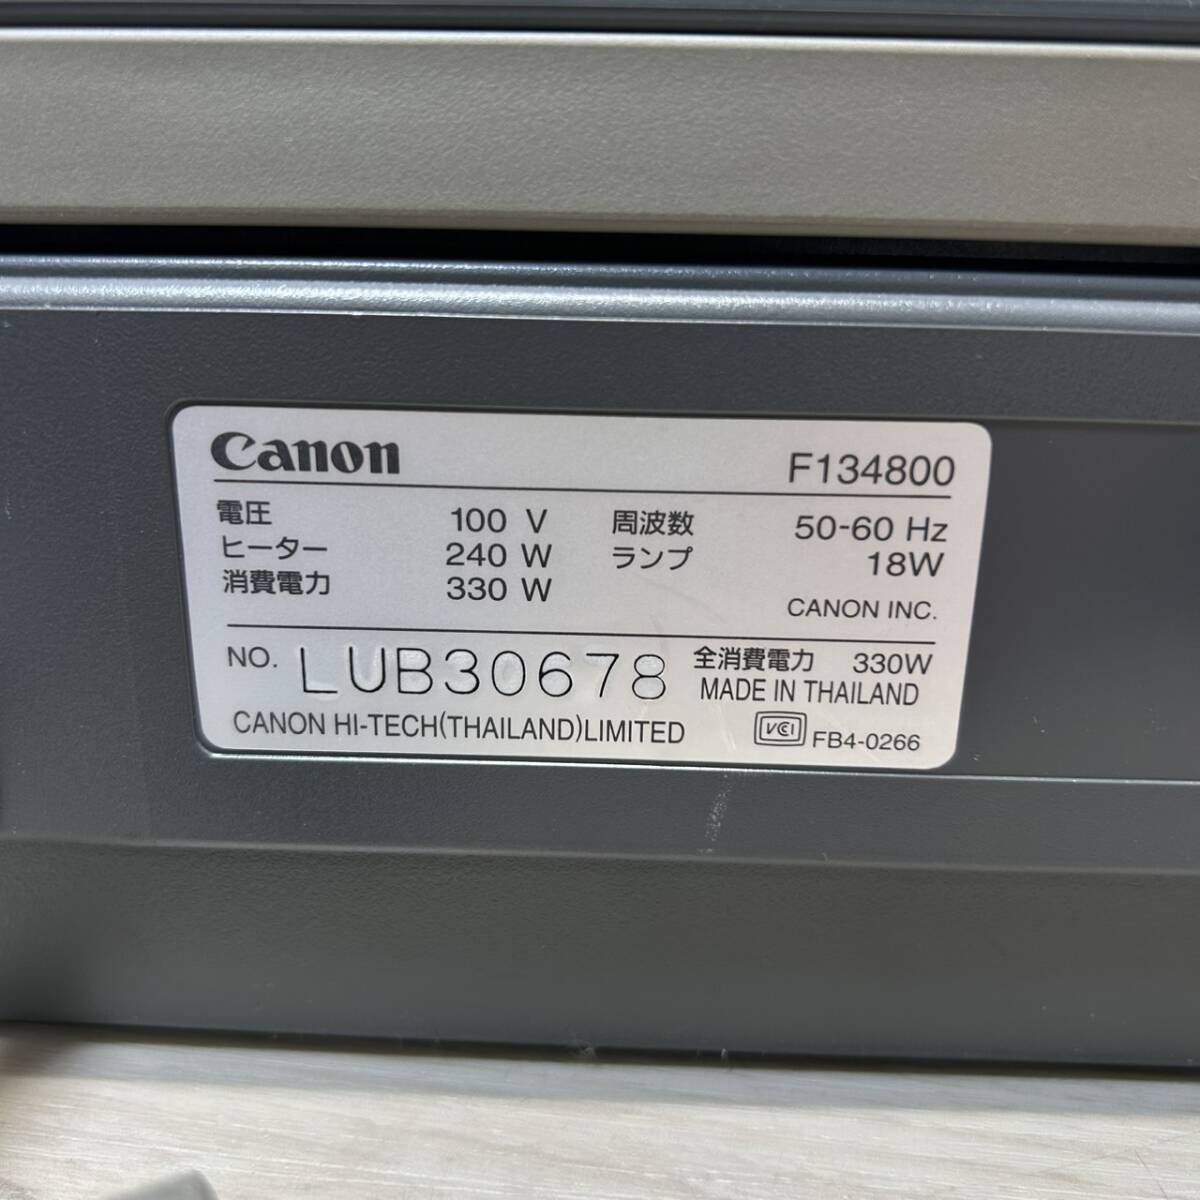 Canon F134800
電圧 100 V 周波数 50-60 Hz
ヒーター 240 W ランプ 18W
消費電力 330 W
CANON INC.
NO. LUB30678 全消費電力 330W
MADE IN THAILAND
CANON HI-TECH(THAILAND)LIMITED VCI FB4-0266